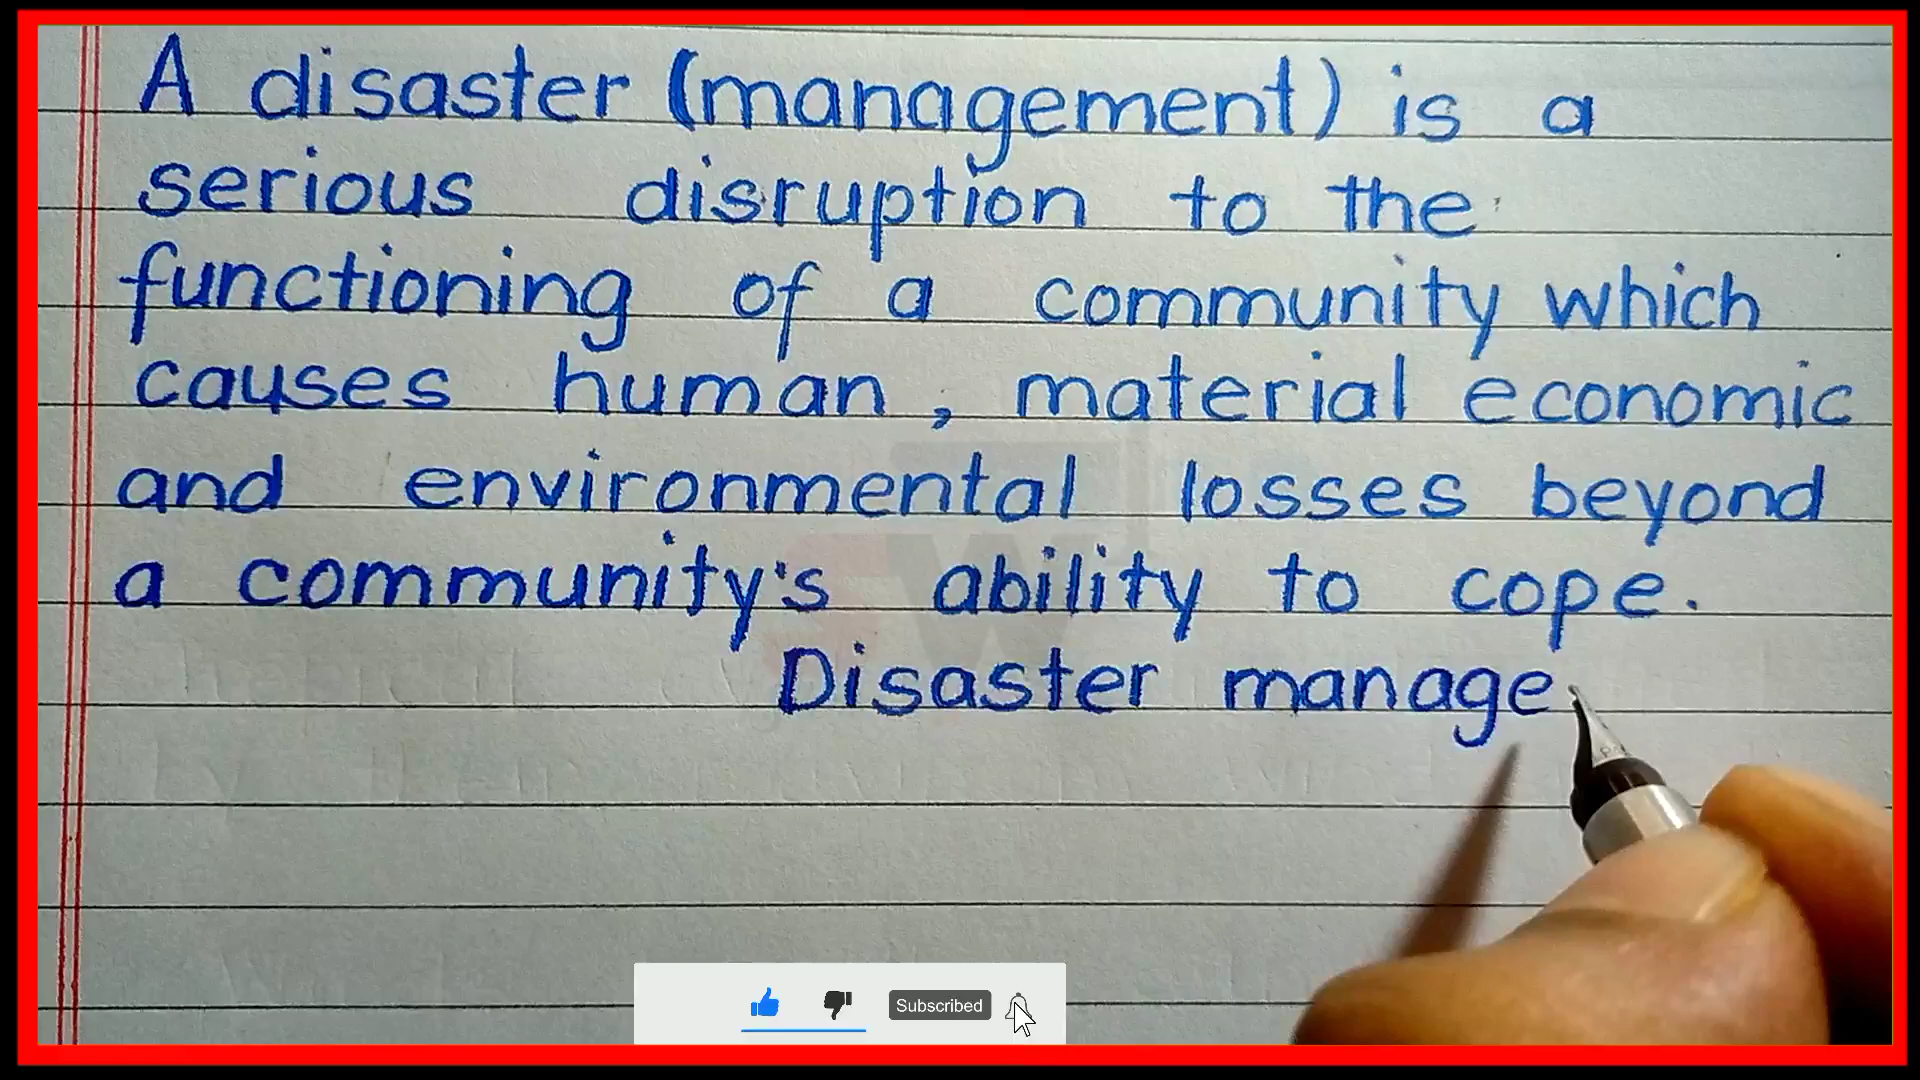 A disaster (management) is a
serious disruption to the
functioning of a community which
causes human, material economic
and environmental losses beyond
a community's ability to cope.
Disaster manage
Subscribed